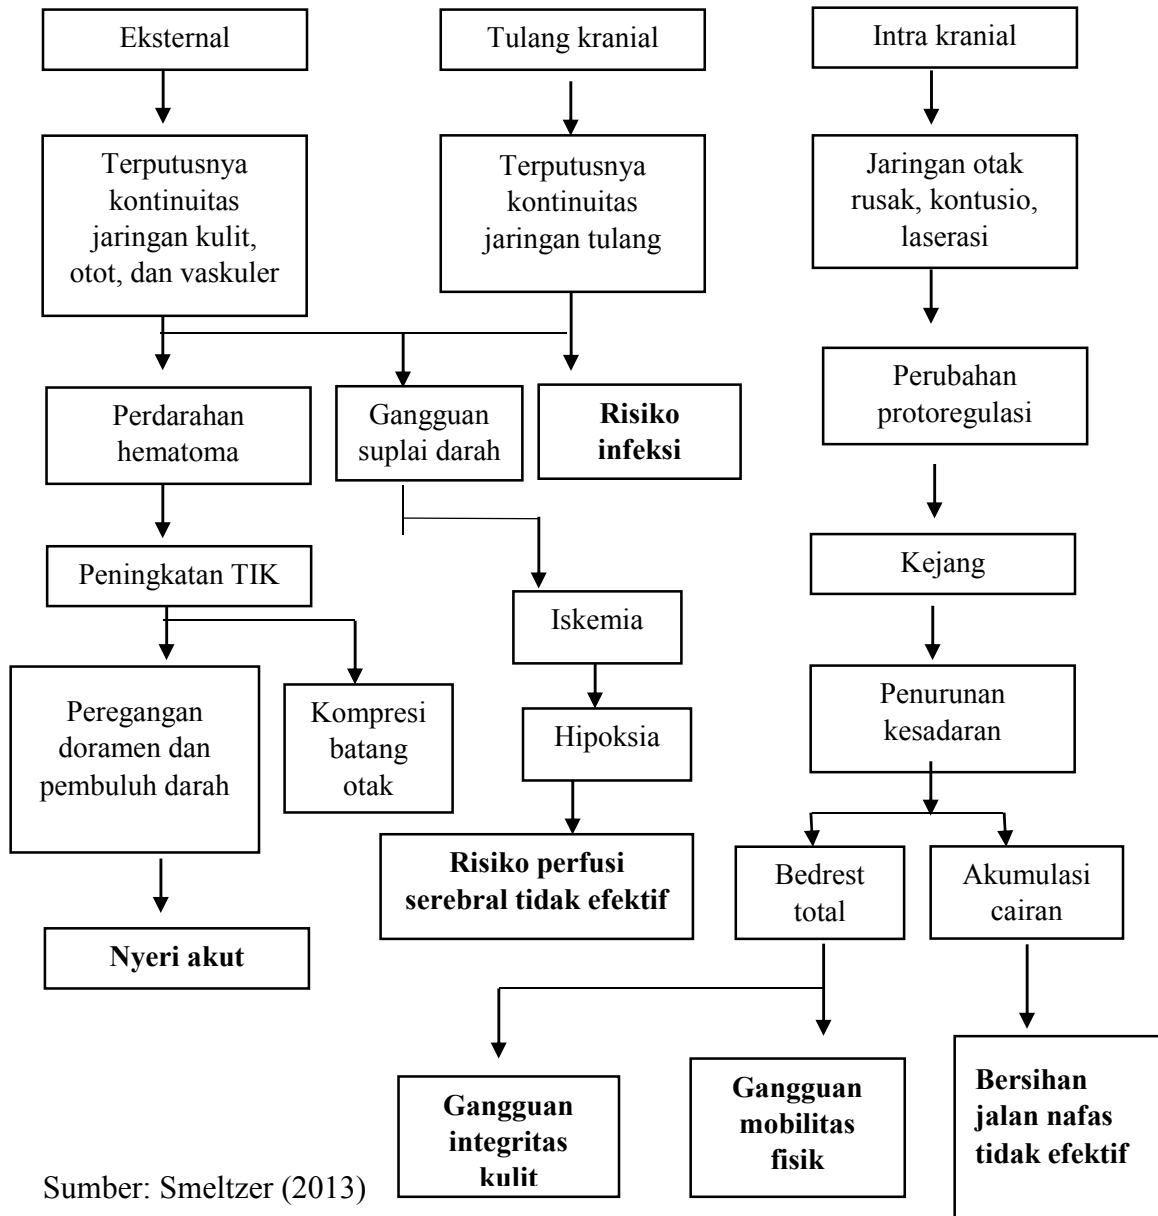 Eksternal
Tulang kranial
Intra kranial
Terputusnya
kontinuitas
jaringan kulit,
otot, dan vaskuler
Terputusnya
kontinuitas
jaringan tulang
Jaringan otak
rusak, kontusio,
laserasi
Perdarahan
hematoma
Gangguan
suplai darah
Risiko
infeksi
Perubahan
protoregulasi
Peningkatan TIK
Iskemia
Kejang
Peregangan
doramen dan
pembuluh darah
Kompresi
batang
otak
Hipoksia
Penurunan
kesadaran
Risiko perfusi
serebral tidak efektif
Bedrest
total
Akumulasi
cairan
Nyeri akut
Gangguan
integritas
kulit
Gangguan
mobilitas
fisik
Bersihan
jalan nafas
tidak efektif
Sumber: Smeltzer (2013)